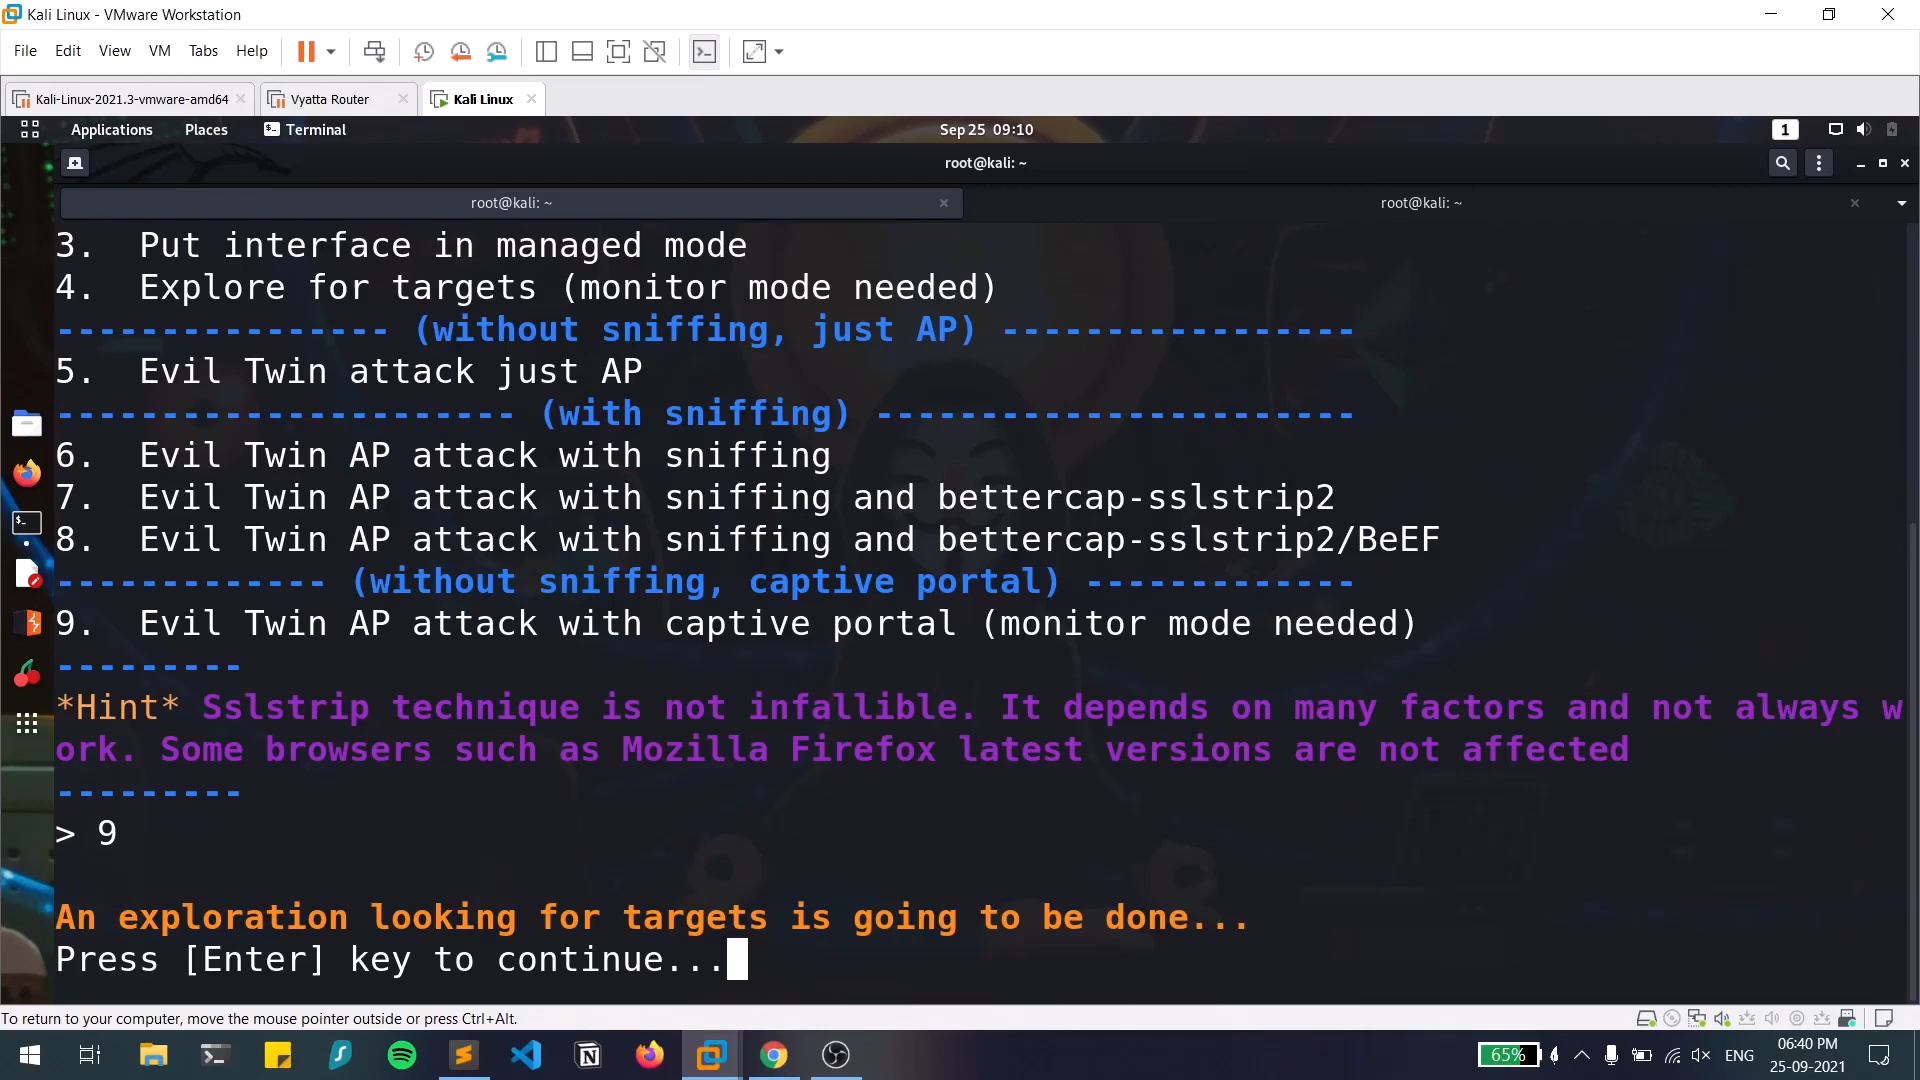 Kali Linux - VMware Workstation
File Edit View VM Tabs Help
Kali-Linux-2021.3-vmware-amd64 Vyatta Router Kali Linux
Applications Places Terminal Sep 25 09:10 1
root@kali: ~
root@kali: ~ root@kali: ~
3. Put interface in managed mode
4. Explore for targets (monitor mode needed)
---------------- (without sniffing, just AP) -----------------
5. Evil Twin attack just AP
---------------------- (with sniffing) -----------------------
6. Evil Twin AP attack with sniffing
7. Evil Twin AP attack with sniffing and bettercap-sslstrip2
8. Evil Twin AP attack with sniffing and bettercap-sslstrip2/BeEF
------------- (without sniffing, captive portal) -------------
9. Evil Twin AP attack with captive portal (monitor mode needed)
---------
*Hint* Sslstrip technique is not infallible. It depends on many factors and not always w
ork. Some browsers such as Mozilla Firefox latest versions are not affected
---------
> 9
An exploration looking for targets is going to be done...
Press [Enter] key to continue...
To return to your computer, move the mouse pointer outside or press Ctrl+Alt.
65% ENG 06:40 PM
25-09-2021